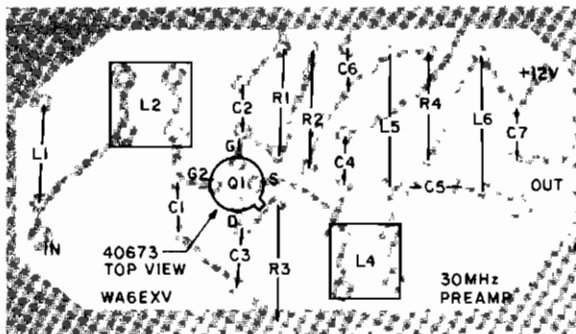 L1
IN
L2
C1
G2
C2
G1
Q1
S
D
C3
R1
R2
R3
C6
C4
L5
R4
L6
C5
C7
+12V
OUT
L4
40673
TOP VIEW
WA6EXV
30MHz
PREAMP